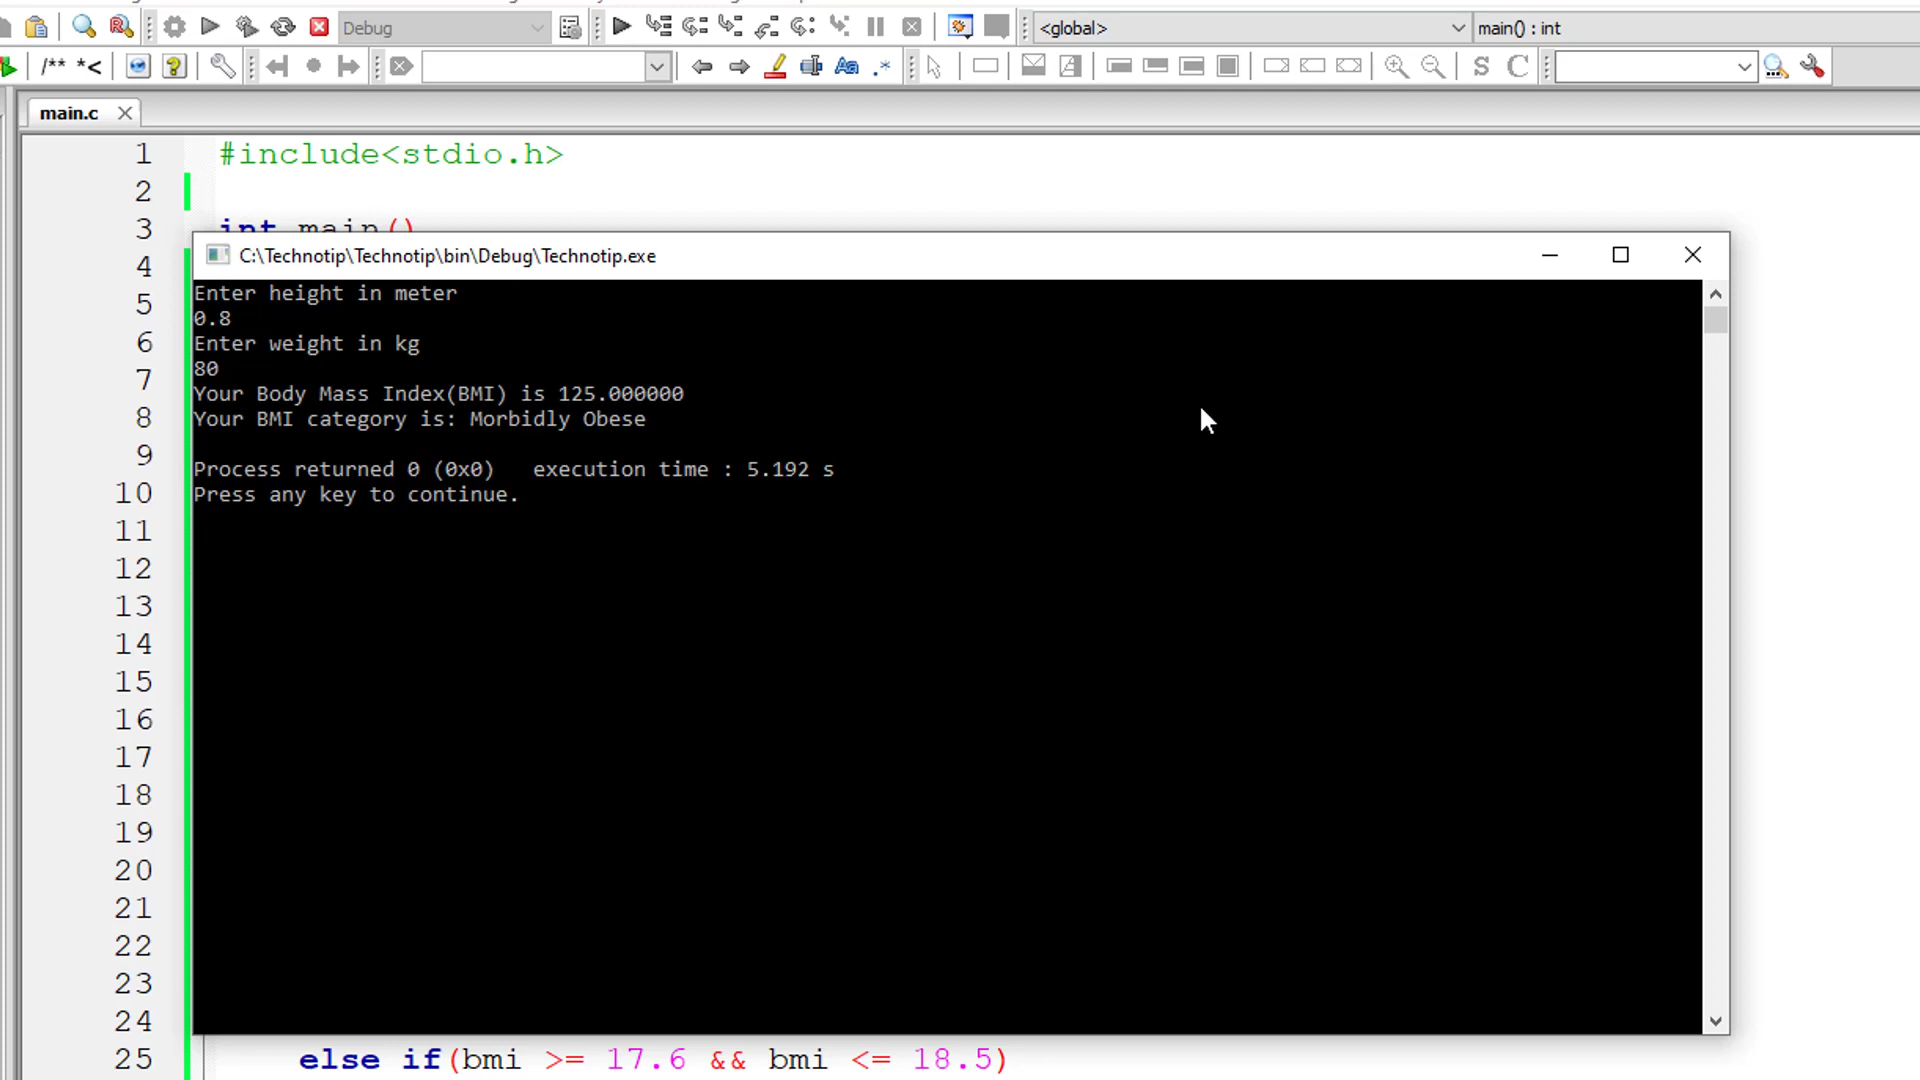 Debug
<global>
main() : int
/** *<
Aa
.*
S
C
main.c
1 #include<stdio.h>
2
3 int main()
4
5
6
7
8
9
10
11
12
13
14
15
16
17
18
19
20
21
22
23
24
25 else if(bmi >= 17.6 && bmi <= 18.5)
C:\Technotip\Technotip\bin\Debug\Technotip.exe
Enter height in meter
0.8
Enter weight in kg
80
Your Body Mass Index(BMI) is 125.000000
Your BMI category is: Morbidly Obese
Process returned 0 (0x0)   execution time : 5.192 s
Press any key to continue.